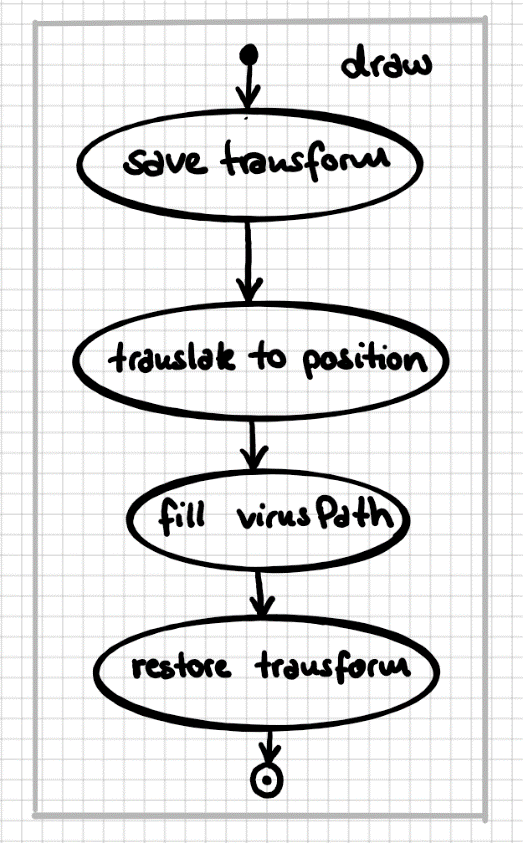 draw
save transform
translate to position
fill virusPath
restore transform